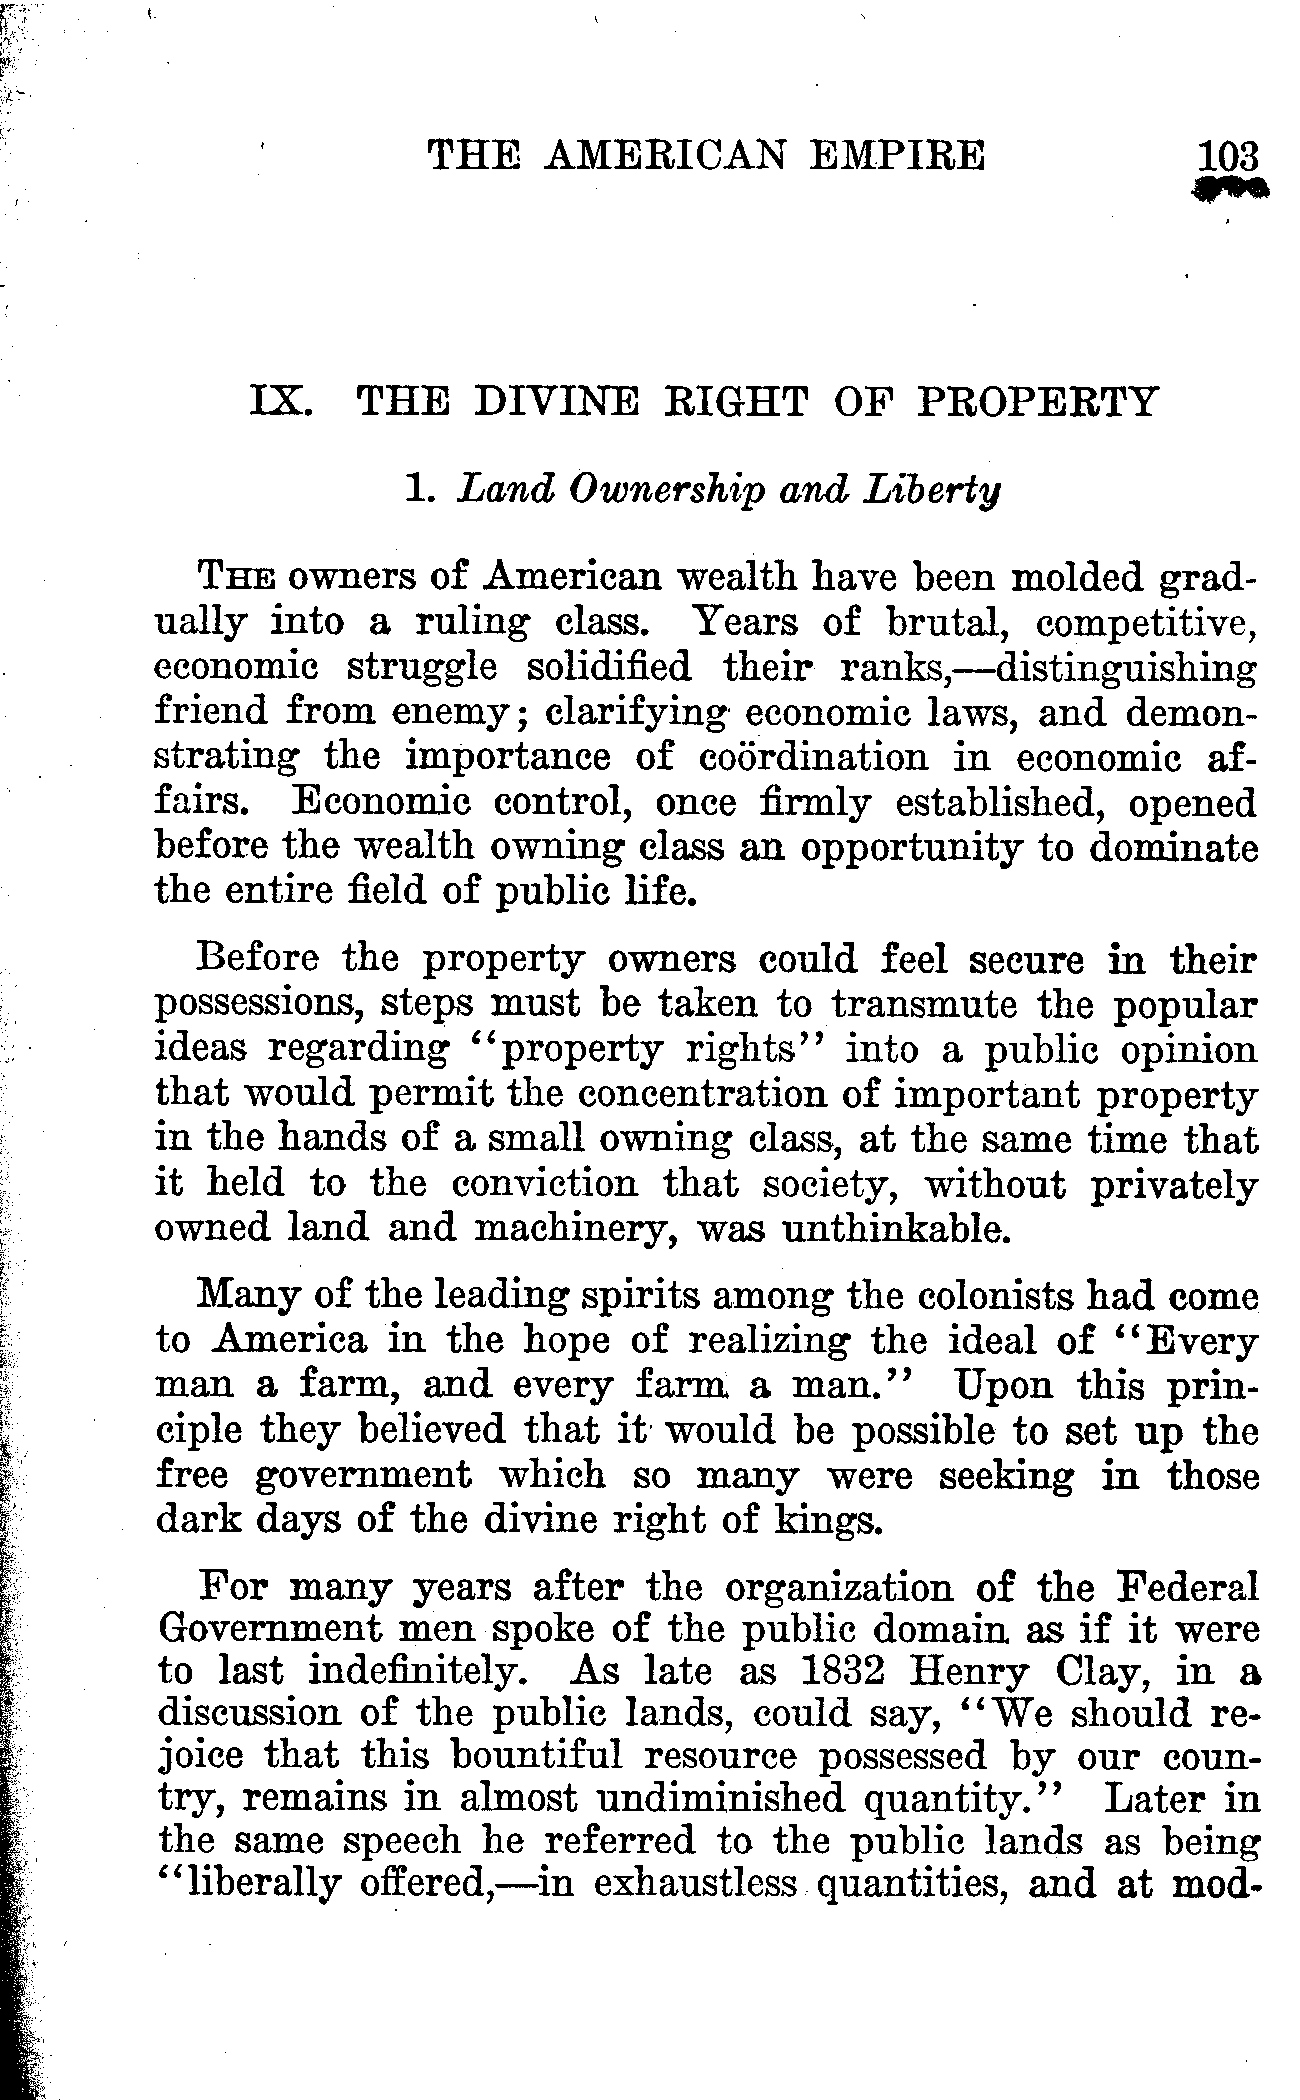 THE AMERICAN EMPIRE 103
IX. THE DIVINE RIGHT OF PROPERTY
1. Land Ownership and Liberty
THE owners of American wealth have been molded grad-
ually into a ruling class. Years of brutal, competitive,
economic struggle solidified their ranks,—distinguishing
friend from enemy; clarifying economic laws, and demon-
strating the importance of coördination in economic af-
fairs. Economic control, once firmly established, opened
before the wealth owning class an opportunity to dominate
the entire field of public life.
Before the property owners could feel secure in their
possessions, steps must be taken to transmute the popular
ideas regarding "property rights" into a public opinion
that would permit the concentration of important property
in the hands of a small owning class, at the same time that
it held to the conviction that society, without privately
owned land and machinery, was unthinkable.
Many of the leading spirits among the colonists had come
to America in the hope of realizing the ideal of "Every
man a farm, and every farm a man." Upon this prin-
ciple they believed that it would be possible to set up the
free government which so many were seeking in those
dark days of the divine right of kings.
For many years after the organization of the Federal
Government men spoke of the public domain as if it were
to last indefinitely. As late as 1832 Henry Clay, in a
discussion of the public lands, could say, "We should re-
joice that this bountiful resource possessed by our coun-
try, remains in almost undiminished quantity." Later in
the same speech he referred to the public lands as being
"liberally offered,—in exhaustless quantities, and at mod-